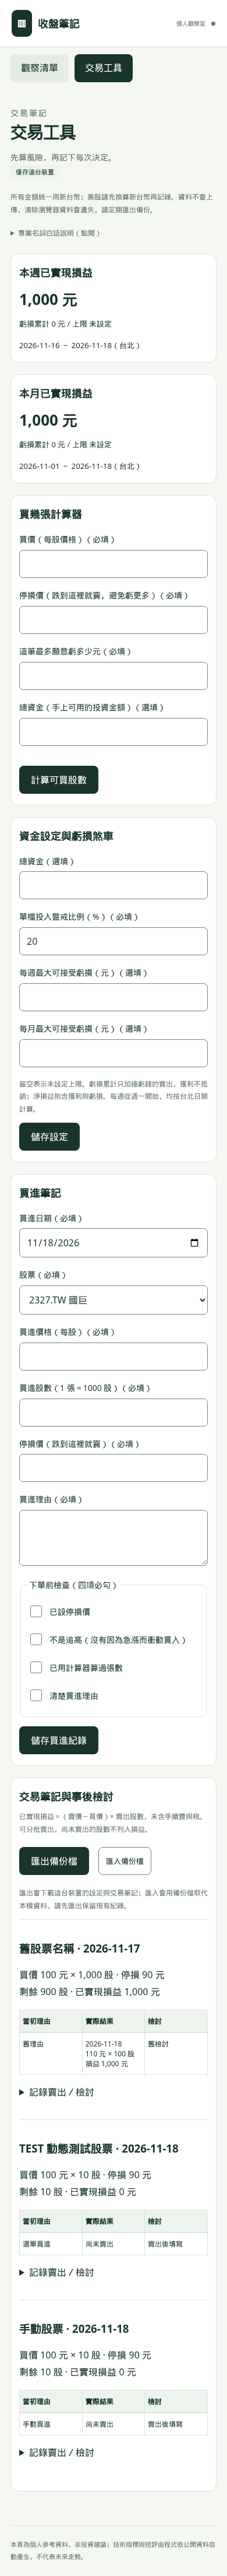 收盤筆記
個人觀察室
觀察清單
交易工具
交易筆記
交易工具
先算風險，再記下每次決定。
僅存這台裝置
所有金額統一用新台幣；美股請先換算新台幣再記錄。資料不會上
傳，清除瀏覽器資料會遺失，請定期匯出備份。
▶ 專業名詞白話說明（點開）
本週已實現損益
1,000 元
虧損累計 0 元 / 上限 未設定
2026-11-16 ~ 2026-11-18（台北）
本月已實現損益
1,000 元
虧損累計 0 元 / 上限 未設定
2026-11-01 ~ 2026-11-18（台北）
買幾張計算器
買價（每股價格）（必填）
停損價（跌到這裡就賣，避免虧更多）（必填）
這筆最多願意虧多少元（必填）
總資金（手上可用的投資金額）（選填）
計算可買股數
資金設定與虧損煞車
總資金（選填）
單檔投入警戒比例（%）（必填）
20
每週最大可接受虧損（元）（選填）
每月最大可接受虧損（元）（選填）
留空表示未設定上限。虧損累計只加總虧錢的賣出，獲利不抵
銷；淨損益則含獲利與虧損。每週從週一開始，均按台北日期
計算。
儲存設定
買進筆記
買進日期（必填）
11/18/2026
股票（必填）
2327.TW 國巨
買進價格（每股）（必填）
買進股數（1 張 = 1000 股）（必填）
停損價（跌到這裡就賣）（必填）
買進理由（必填）
下單前檢查（四項必勾）
已設停損價
不是追高（沒有因為急漲而衝動買入）
已用計算器算過張數
清楚買進理由
儲存買進紀錄
交易筆記與事後檢討
已實現損益 =（賣價－買價）× 賣出股數，未含手續費與稅。
可分批賣出，尚未賣出的股數不列入損益。
匯出備份檔
匯入備份檔
匯出會下載這台裝置的設定與交易筆記；匯入會用備份檔取代
本機資料，請先匯出保留現有紀錄。
舊股票名稱 · 2026-11-17
買價 100 元 × 1,000 股 · 停損 90 元
剩餘 900 股 · 已實現損益 1,000 元
當初理由 實際結果 檢討
舊理由 2026-11-18 舊檢討
110 元 × 100 股
損益 1,000 元
▶ 記錄賣出 / 檢討
TEST 動態測試股票 · 2026-11-18
買價 100 元 × 10 股 · 停損 90 元
剩餘 10 股 · 已實現損益 0 元
當初理由 實際結果 檢討
選單買進 尚未賣出 賣出後填寫
▶ 記錄賣出 / 檢討
手動股票 · 2026-11-18
買價 100 元 × 10 股 · 停損 90 元
剩餘 10 股 · 已實現損益 0 元
當初理由 實際結果 檢討
手動買進 尚未賣出 賣出後填寫
▶ 記錄賣出 / 檢討
本頁為個人參考資料，非投資建議；技術指標與短評由程式依公開資料自
動產生，不代表未來走勢。